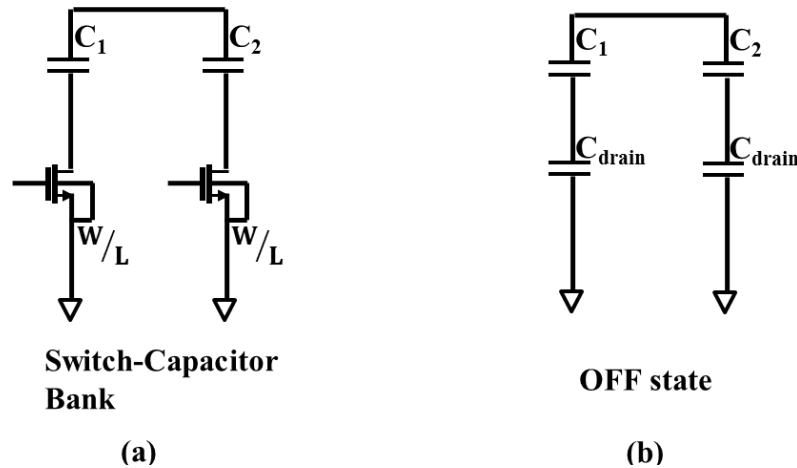 C1 C2
W/L W/L
Switch-Capacitor
Bank
(a)
C1 C2
Cdrain Cdrain
OFF state
(b)